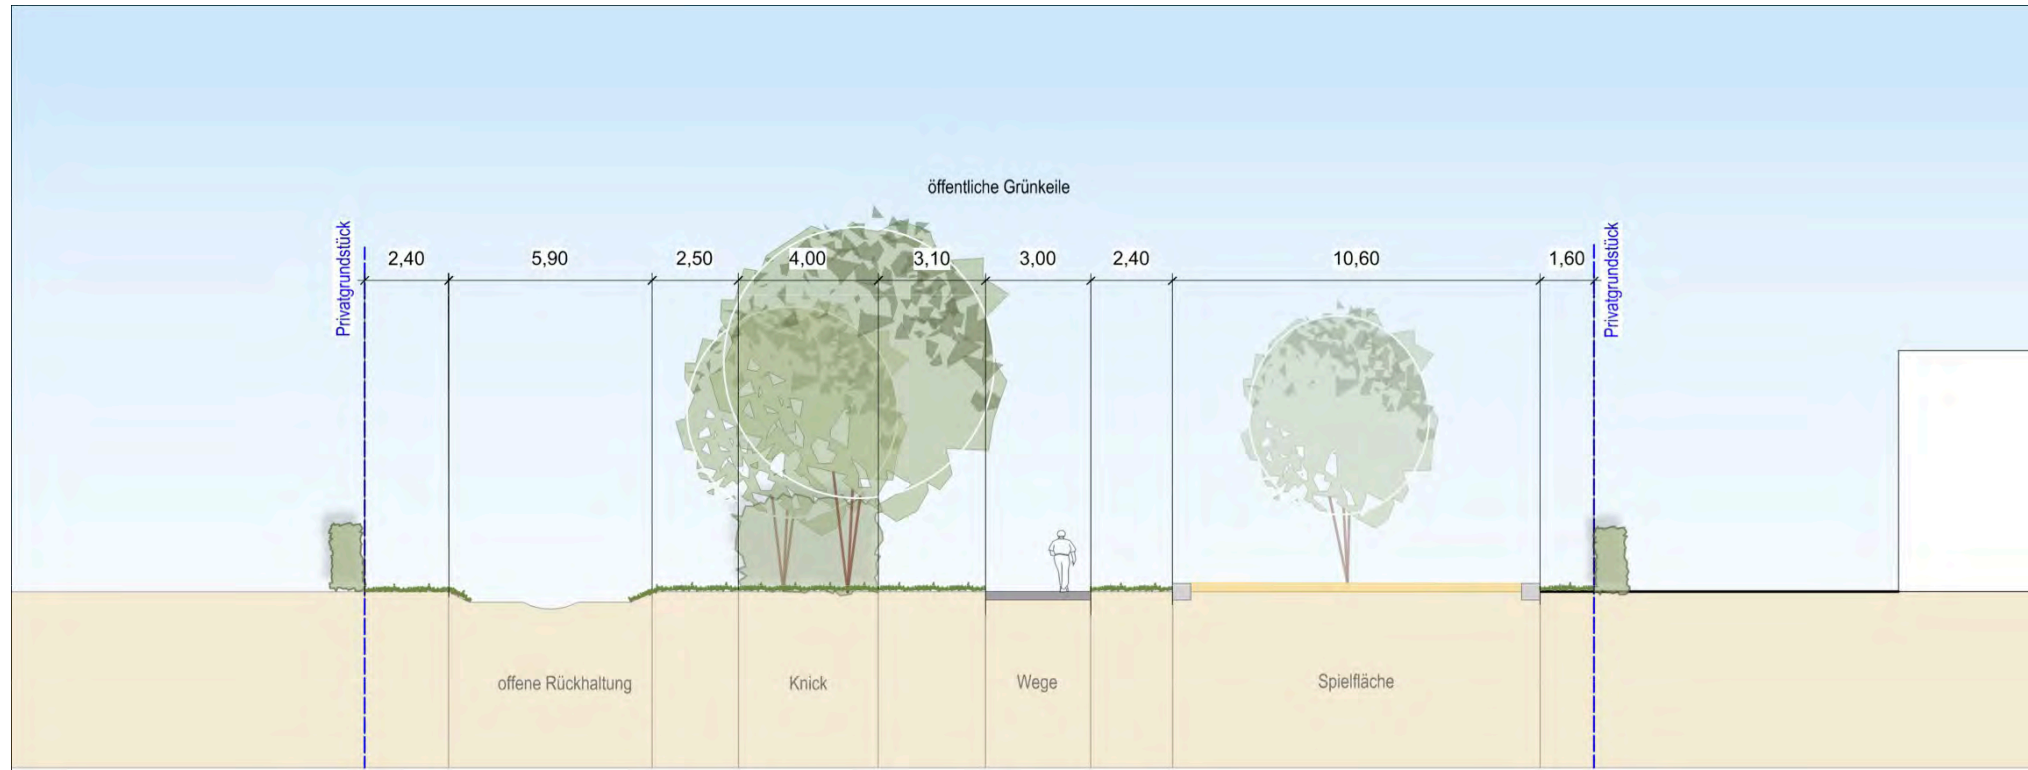 öffentliche Grünkeile
Privatgrundstück
2,40
5,90
2,50
4,00
3,10
3,00
2,40
10,60
1,60
Privatgrundstück
offene Rückhaltung
Knick
Wege
Spielfläche